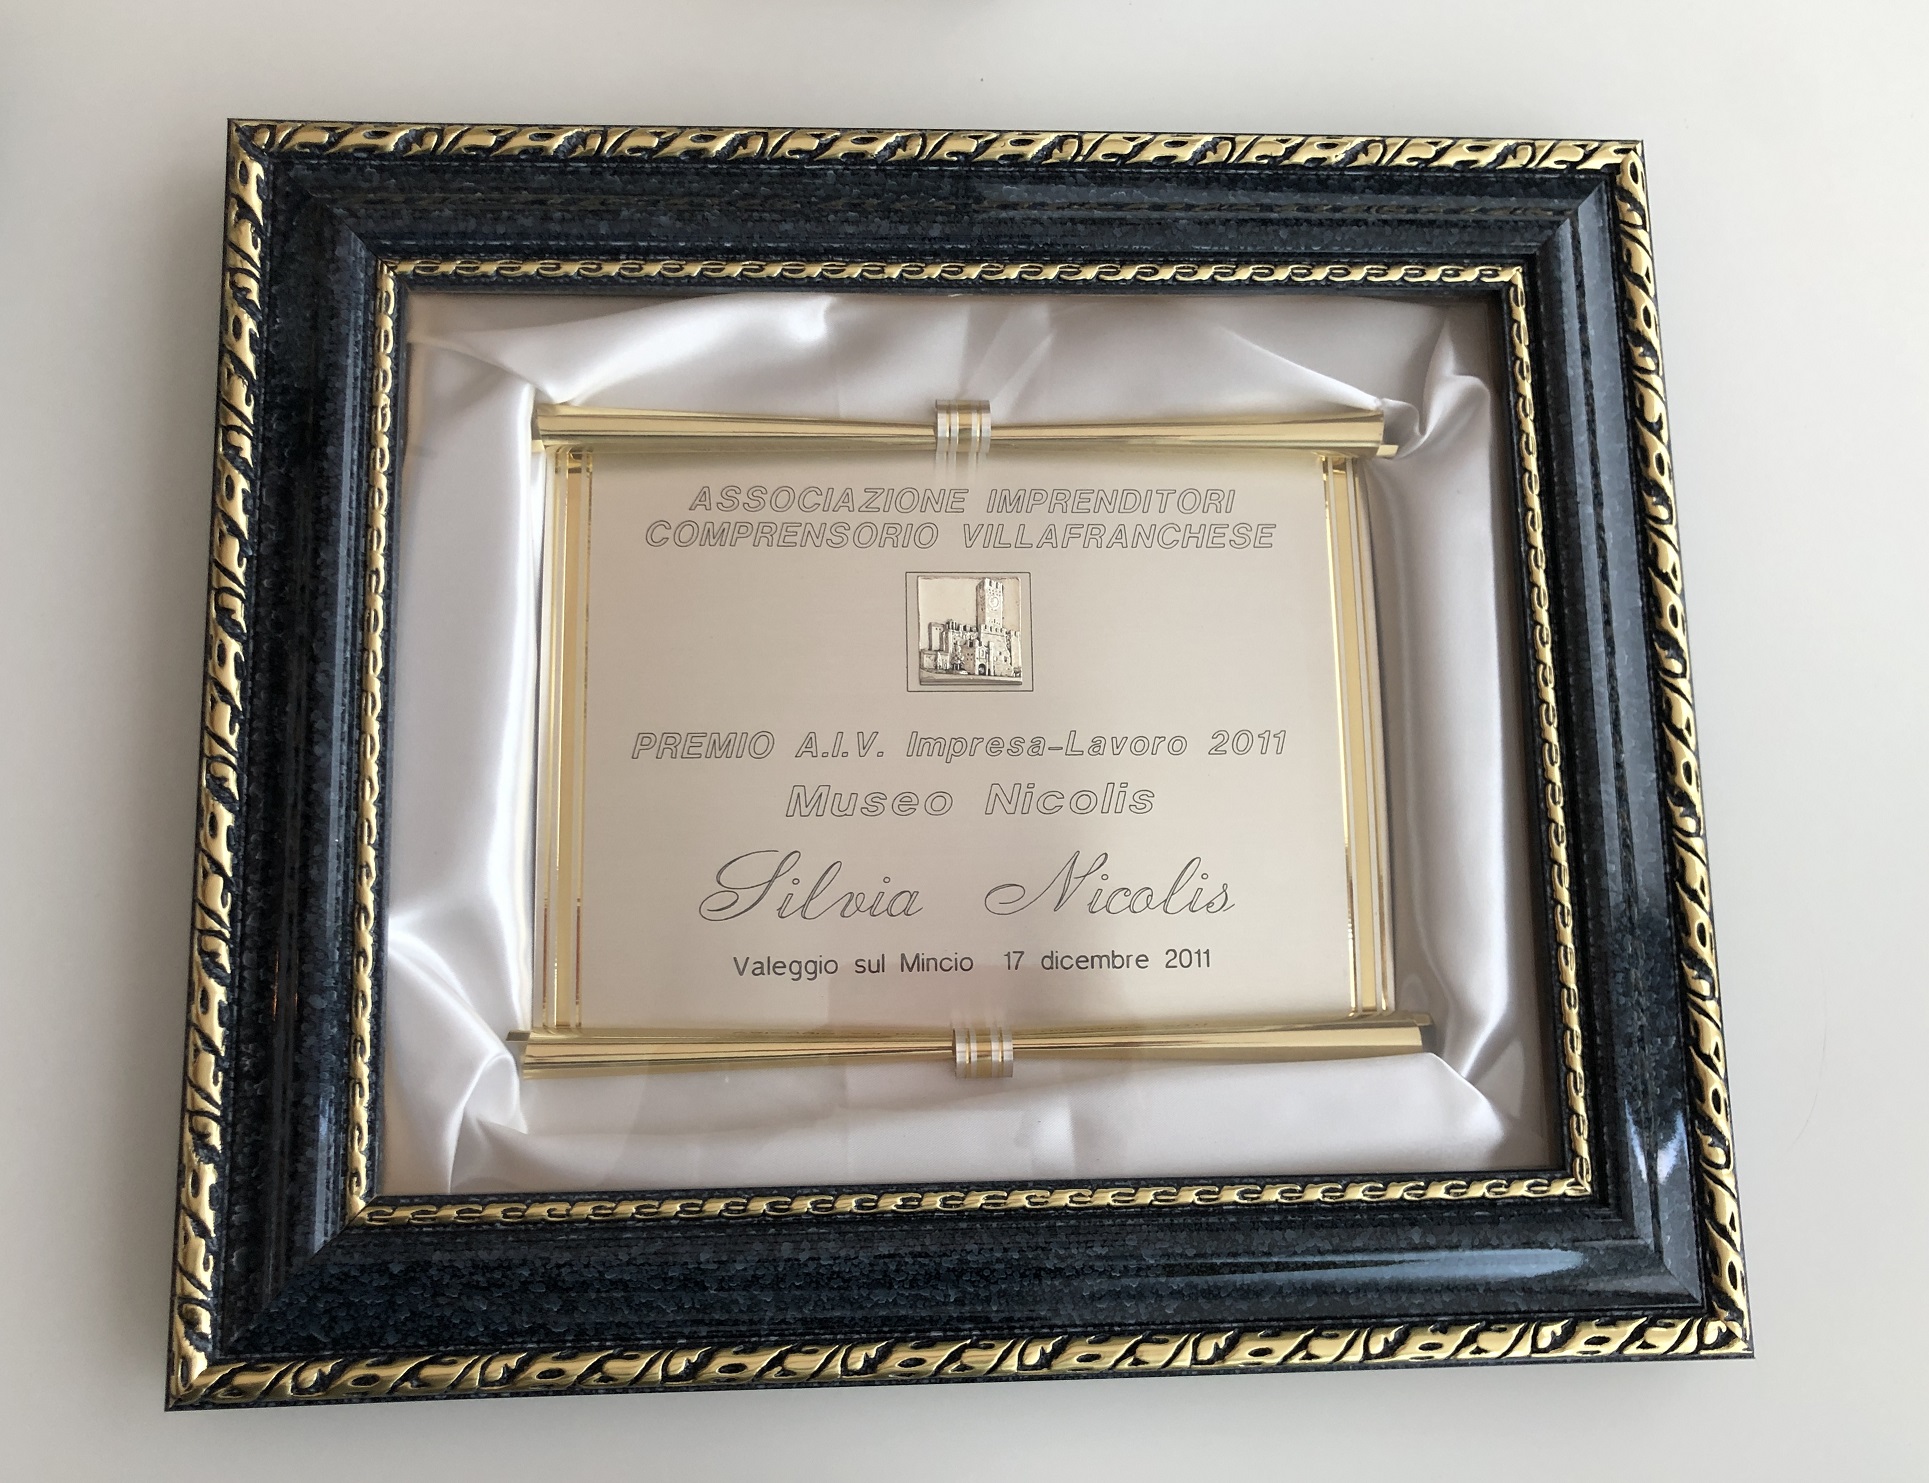 ASSOCIAZIONE IMPRENDITORI
COMPRENSORIO VILLAFRANCHESE
PREMIO A.I.V. Impresa-Lavoro 2011
Museo Nicolis
Silvia Nicolis
Valeggio sul Mincio 17 dicembre 2011